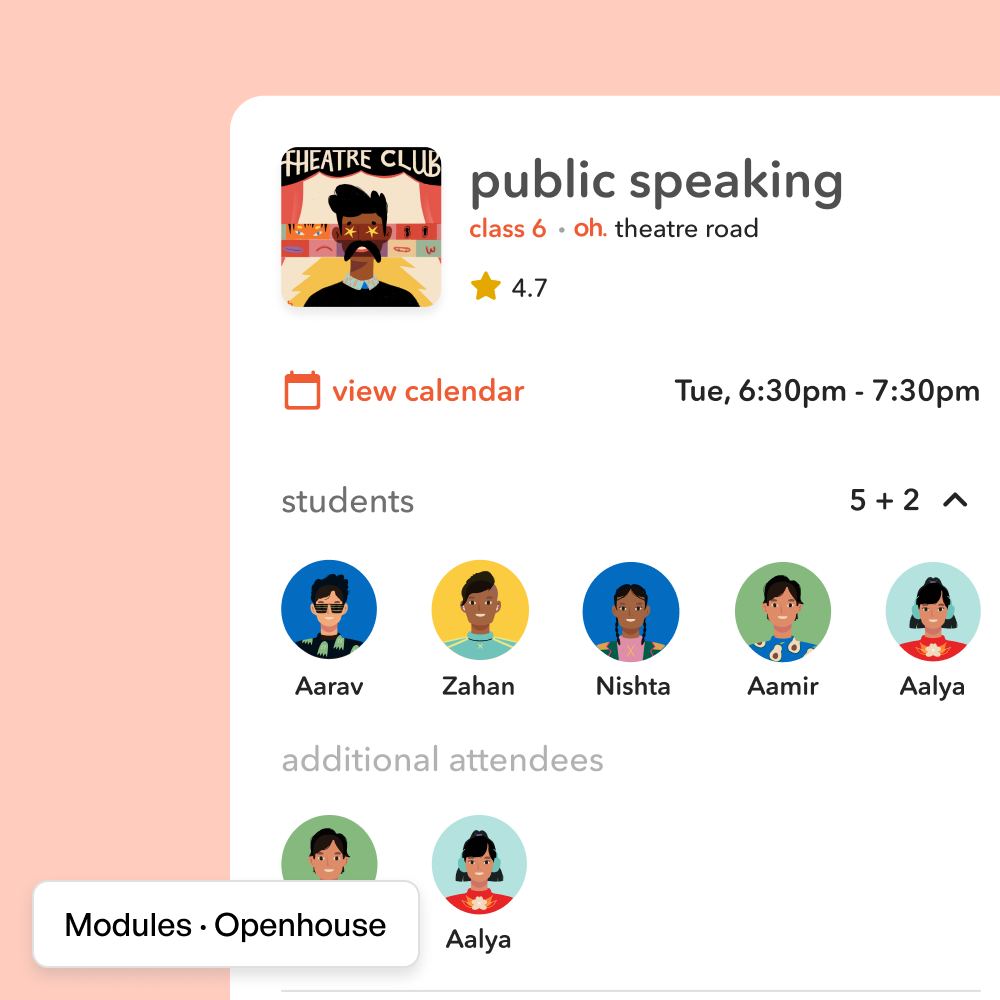 THEATRE CLUB
public speaking
class 6 • oh. theatre road
4.7
view calendar
Tue, 6:30pm - 7:30pm
students
5 + 2
Aarav
Zahan
Nishta
Aamir
Aalya
additional attendees
Aalya
Modules · Openhouse